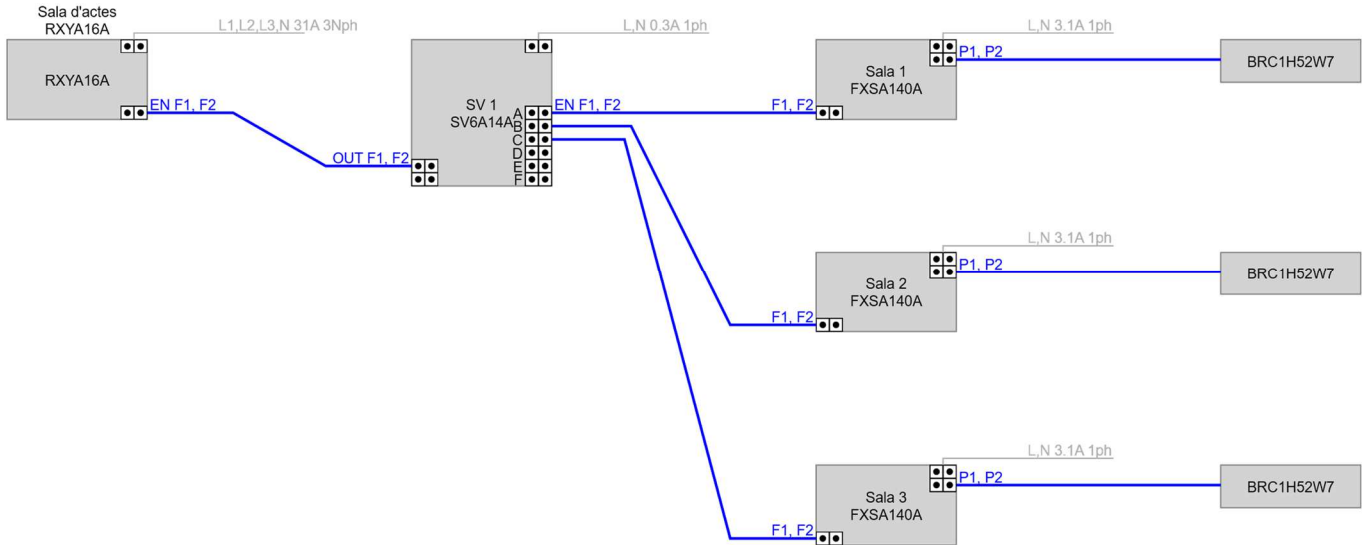 Sala d'actes
RXYA16A
L1,L2,L3,N 31A 3Nph
RXYA16A
EN F1, F2
OUT F1, F2
L,N 0.3A 1ph
SV 1
SV6A14A
A
B
C
D
E
F
EN F1, F2
L,N 3.1A 1ph
P1, P2
Sala 1
FXSA140A
F1, F2
BRC1H52W7
L,N 3.1A 1ph
P1, P2
Sala 2
FXSA140A
F1, F2
BRC1H52W7
L,N 3.1A 1ph
P1, P2
Sala 3
FXSA140A
F1, F2
BRC1H52W7